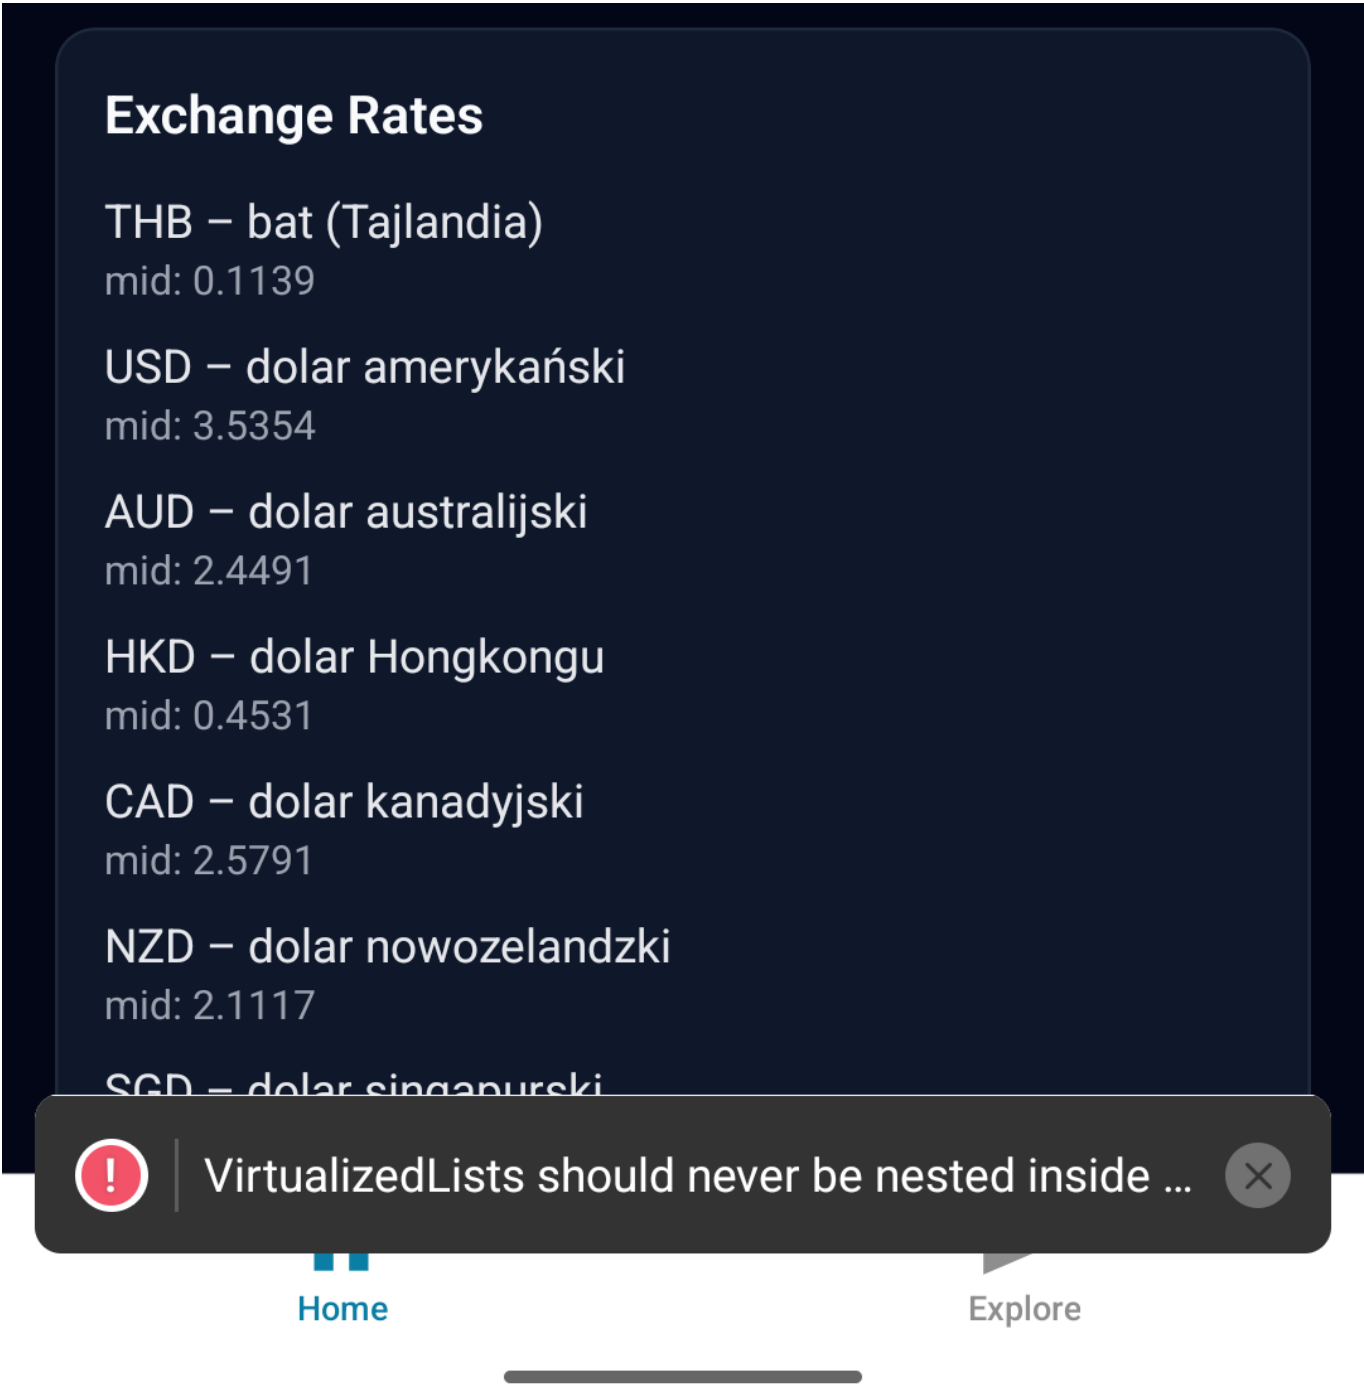 Exchange Rates
THB – bat (Tajlandia)
mid: 0.1139
USD – dolar amerykański
mid: 3.5354
AUD – dolar australijski
mid: 2.4491
HKD – dolar Hongkongu
mid: 0.4531
CAD – dolar kanadyjski
mid: 2.5791
NZD – dolar nowozelandzki
mid: 2.1117
SGD – dolar singapurski
VirtualizedLists should never be nested inside ...
Home
Explore